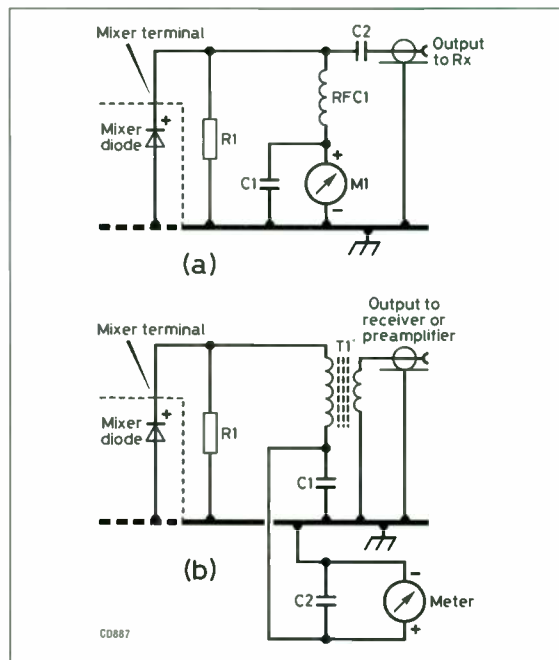 Mixer terminal
C2
Output
to Rx
RFC1
Mixer
diode
+
R1
C1
+
M1
-
(a)
Output to
receiver or
preamplifier
Mixer terminal
T1
Mixer
diode
+
R1
C1
(b)
C2
-
Meter
+
CD887